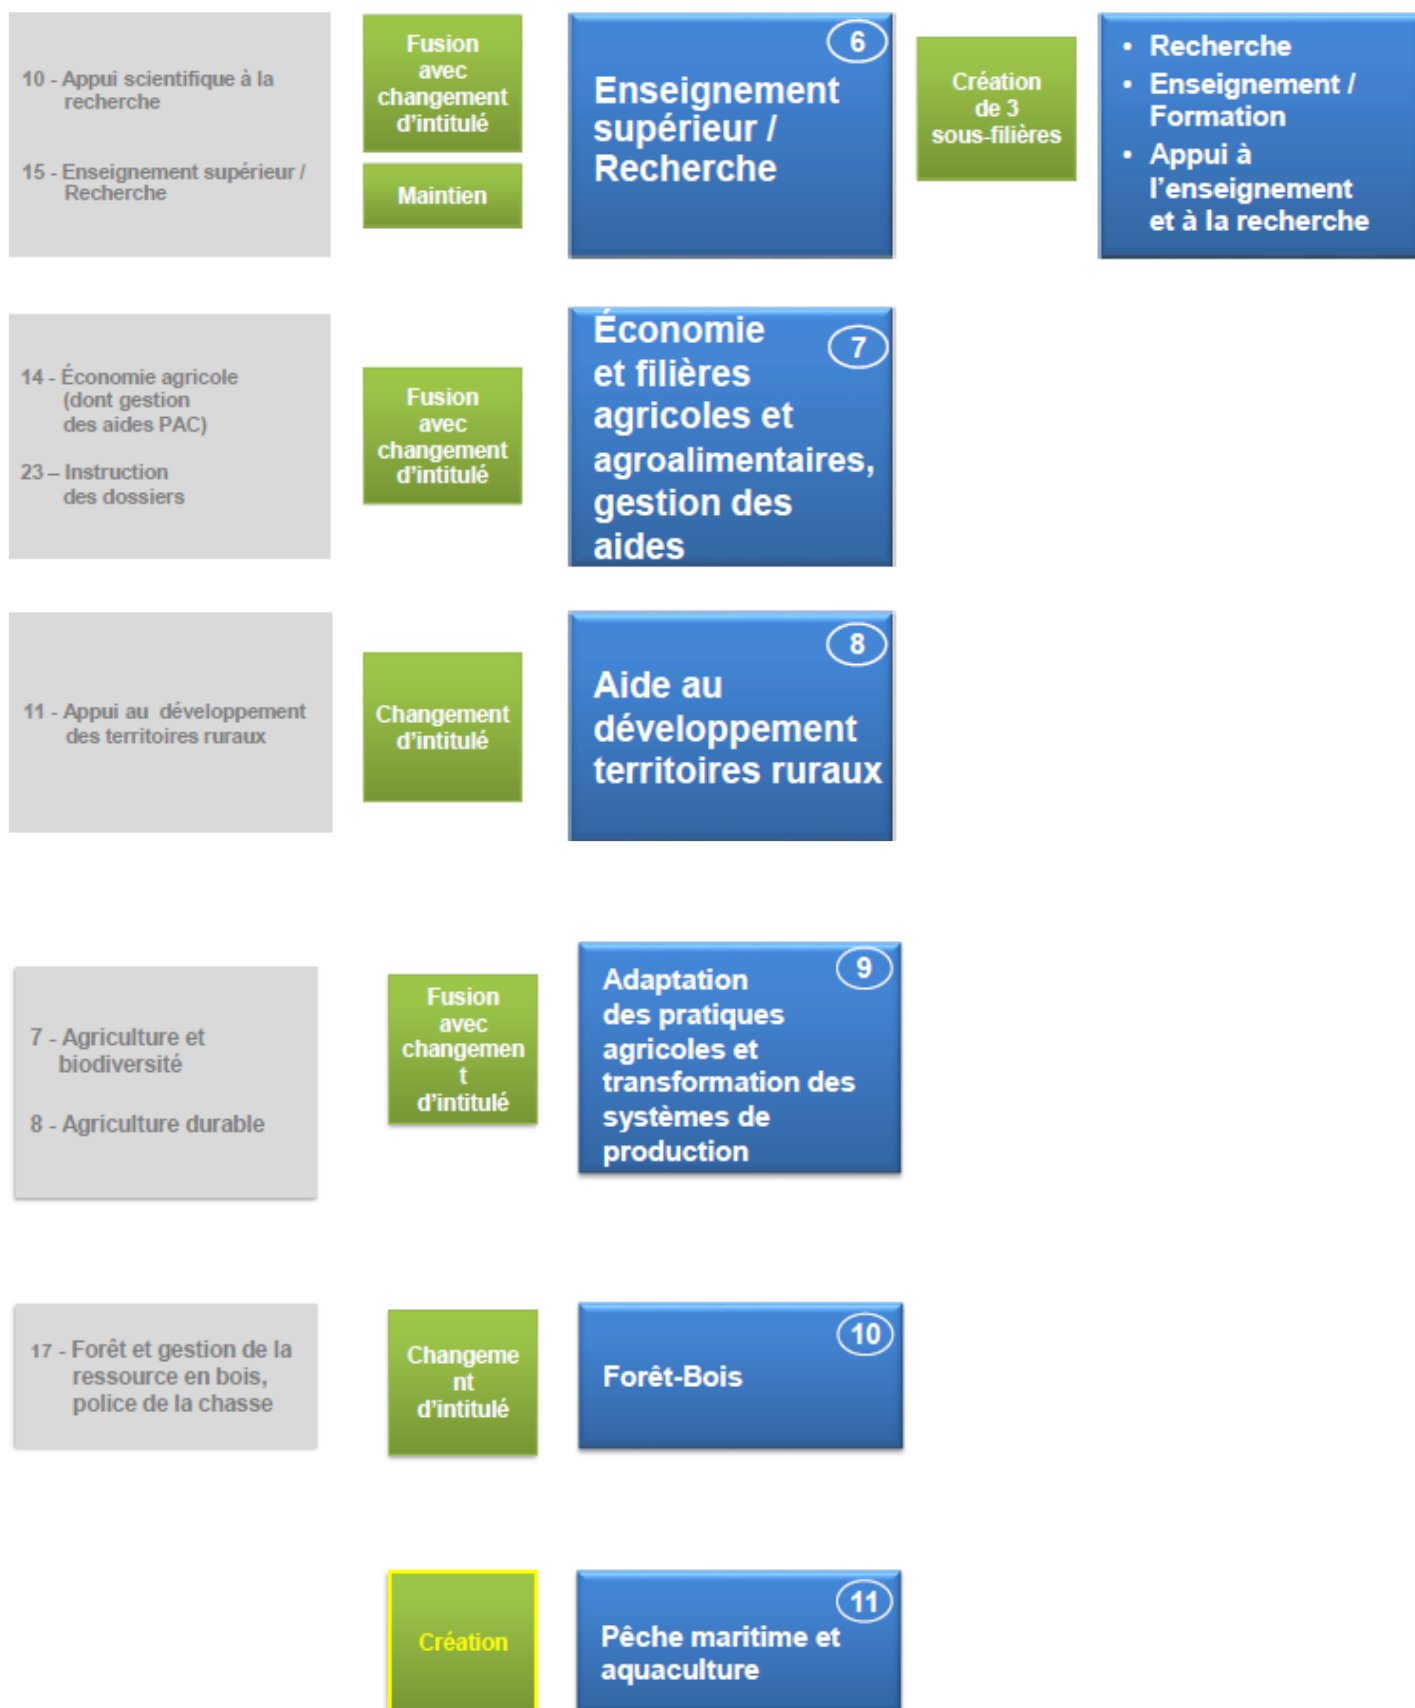 10 - Appui scientifique à la
recherche
15 - Enseignement supérieur /
Recherche
Fusion
avec
changement
d'intitulé
Maintien
6
Enseignement
supérieur /
Recherche
Création
de 3
sous-filières
• Recherche
• Enseignement /
Formation
• Appui à
l'enseignement
et à la recherche
14 - Économie agricole
(dont gestion
des aides PAC)
23 – Instruction
des dossiers
Fusion
avec
changement
d'intitulé
7
Économie
et filières
agricoles et
agroalimentaires,
gestion des
aides
11 - Appui au développement
des territoires ruraux
Changement
d'intitulé
8
Aide au
développement
territoires ruraux
7 - Agriculture et
biodiversité
8 - Agriculture durable
Fusion
avec
changemen
t
d'intitulé
9
Adaptation
des pratiques
agricoles et
transformation des
systèmes de
production
17 - Forêt et gestion de la
ressource en bois,
police de la chasse
Changeme
nt
d'intitulé
10
Forêt-Bois
Création
11
Pêche maritime et
aquaculture